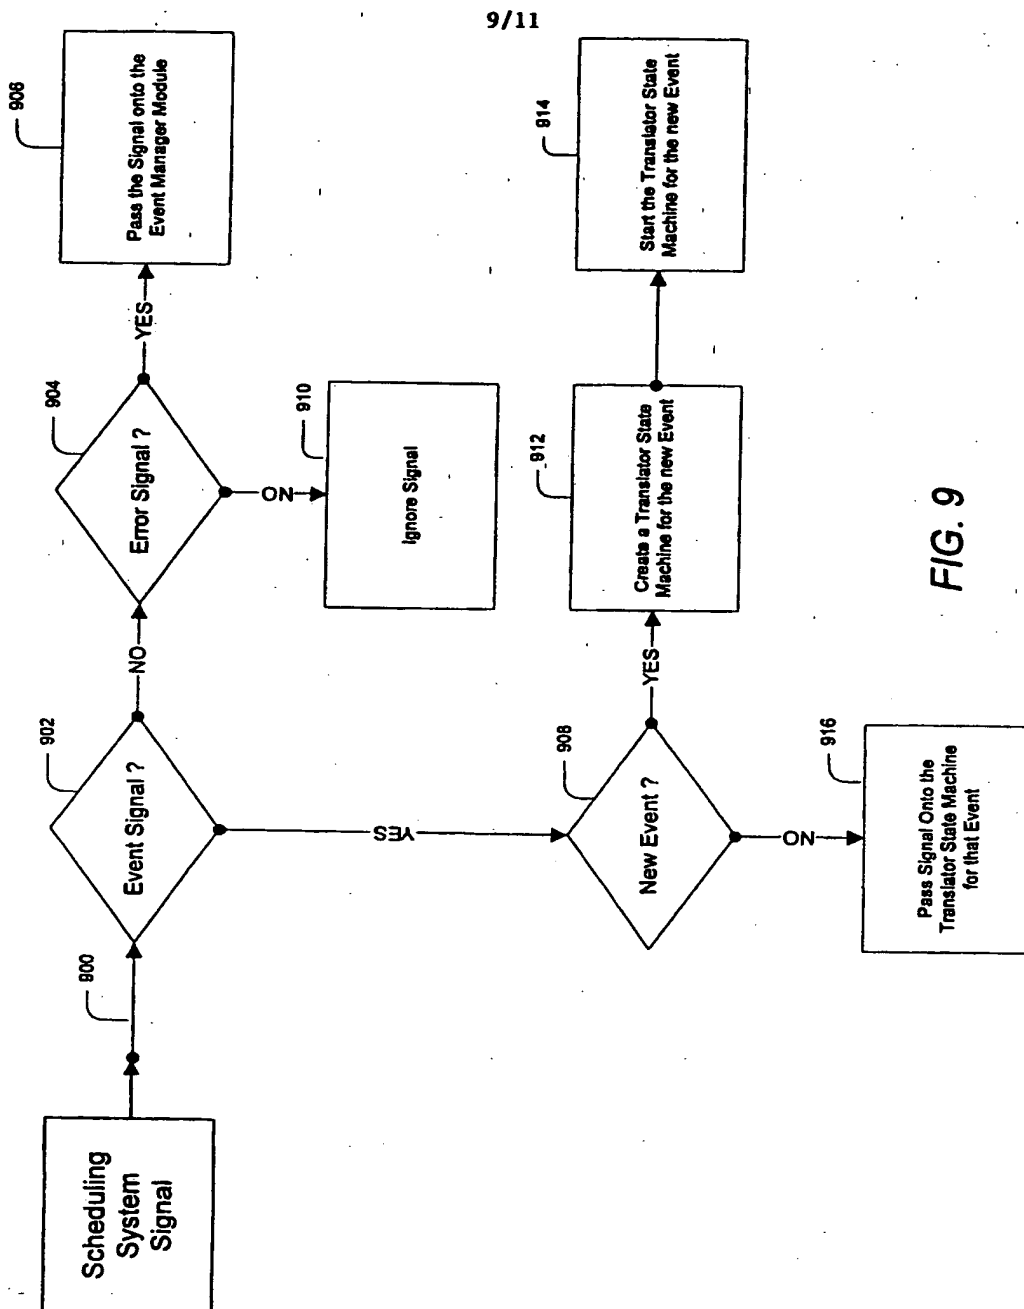 9/11
Scheduling
System
Signal
900
Event Signal ?
902
NO
Error Signal ?
904
YES
Pass the Signal onto the
Event Manager Module
906
NO
Ignore Signal
910
YES
New Event ?
908
YES
Create a Translator State
Machine for the new Event
912
Start the Translator State
Machine for the new Event
914
NO
Pass Signal Onto the
Translator State Machine
for that Event
916
FIG. 9